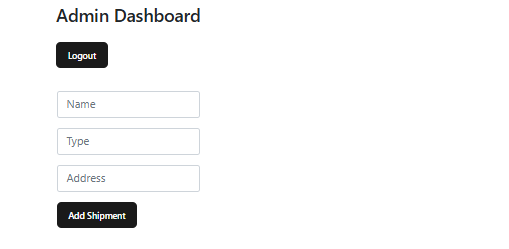 Admin Dashboard
Logout
Name
Type
Address
Add Shipment